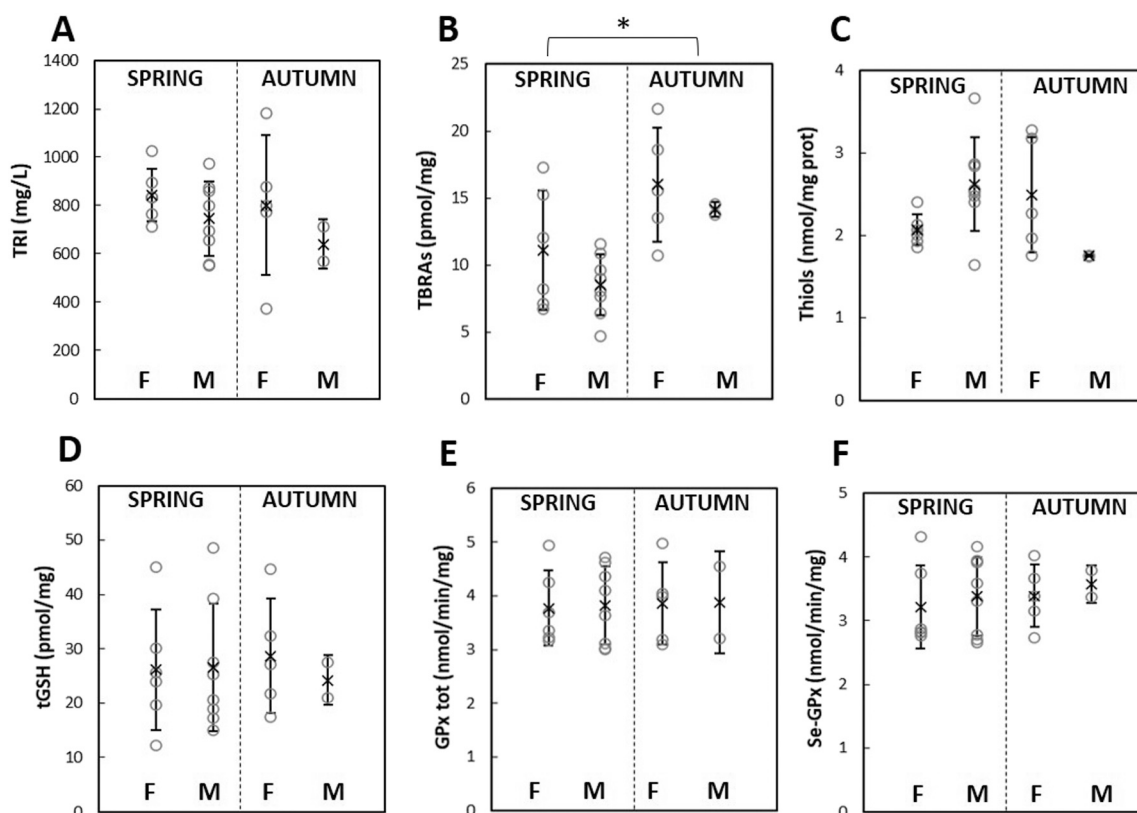 A
TRI (mg/L)
1400
1200
1000
800
600
400
200
0
SPRING
AUTUMN
F M F M
B
*
TBRAs (pmol/mg)
25
20
15
10
5
0
SPRING
AUTUMN
F M F M
C
Thiols (nmol/mg prot)
4
3
2
1
0
SPRING
AUTUMN
F M F M
D
tGSH (pmol/mg)
60
50
40
30
20
10
0
SPRING
AUTUMN
F M F M
E
GPx tot (nmol/min/mg)
6
5
4
3
2
1
0
SPRING
AUTUMN
F M F M
F
Se-GPx (nmol/min/mg)
5
4
3
2
1
0
SPRING
AUTUMN
F M F M